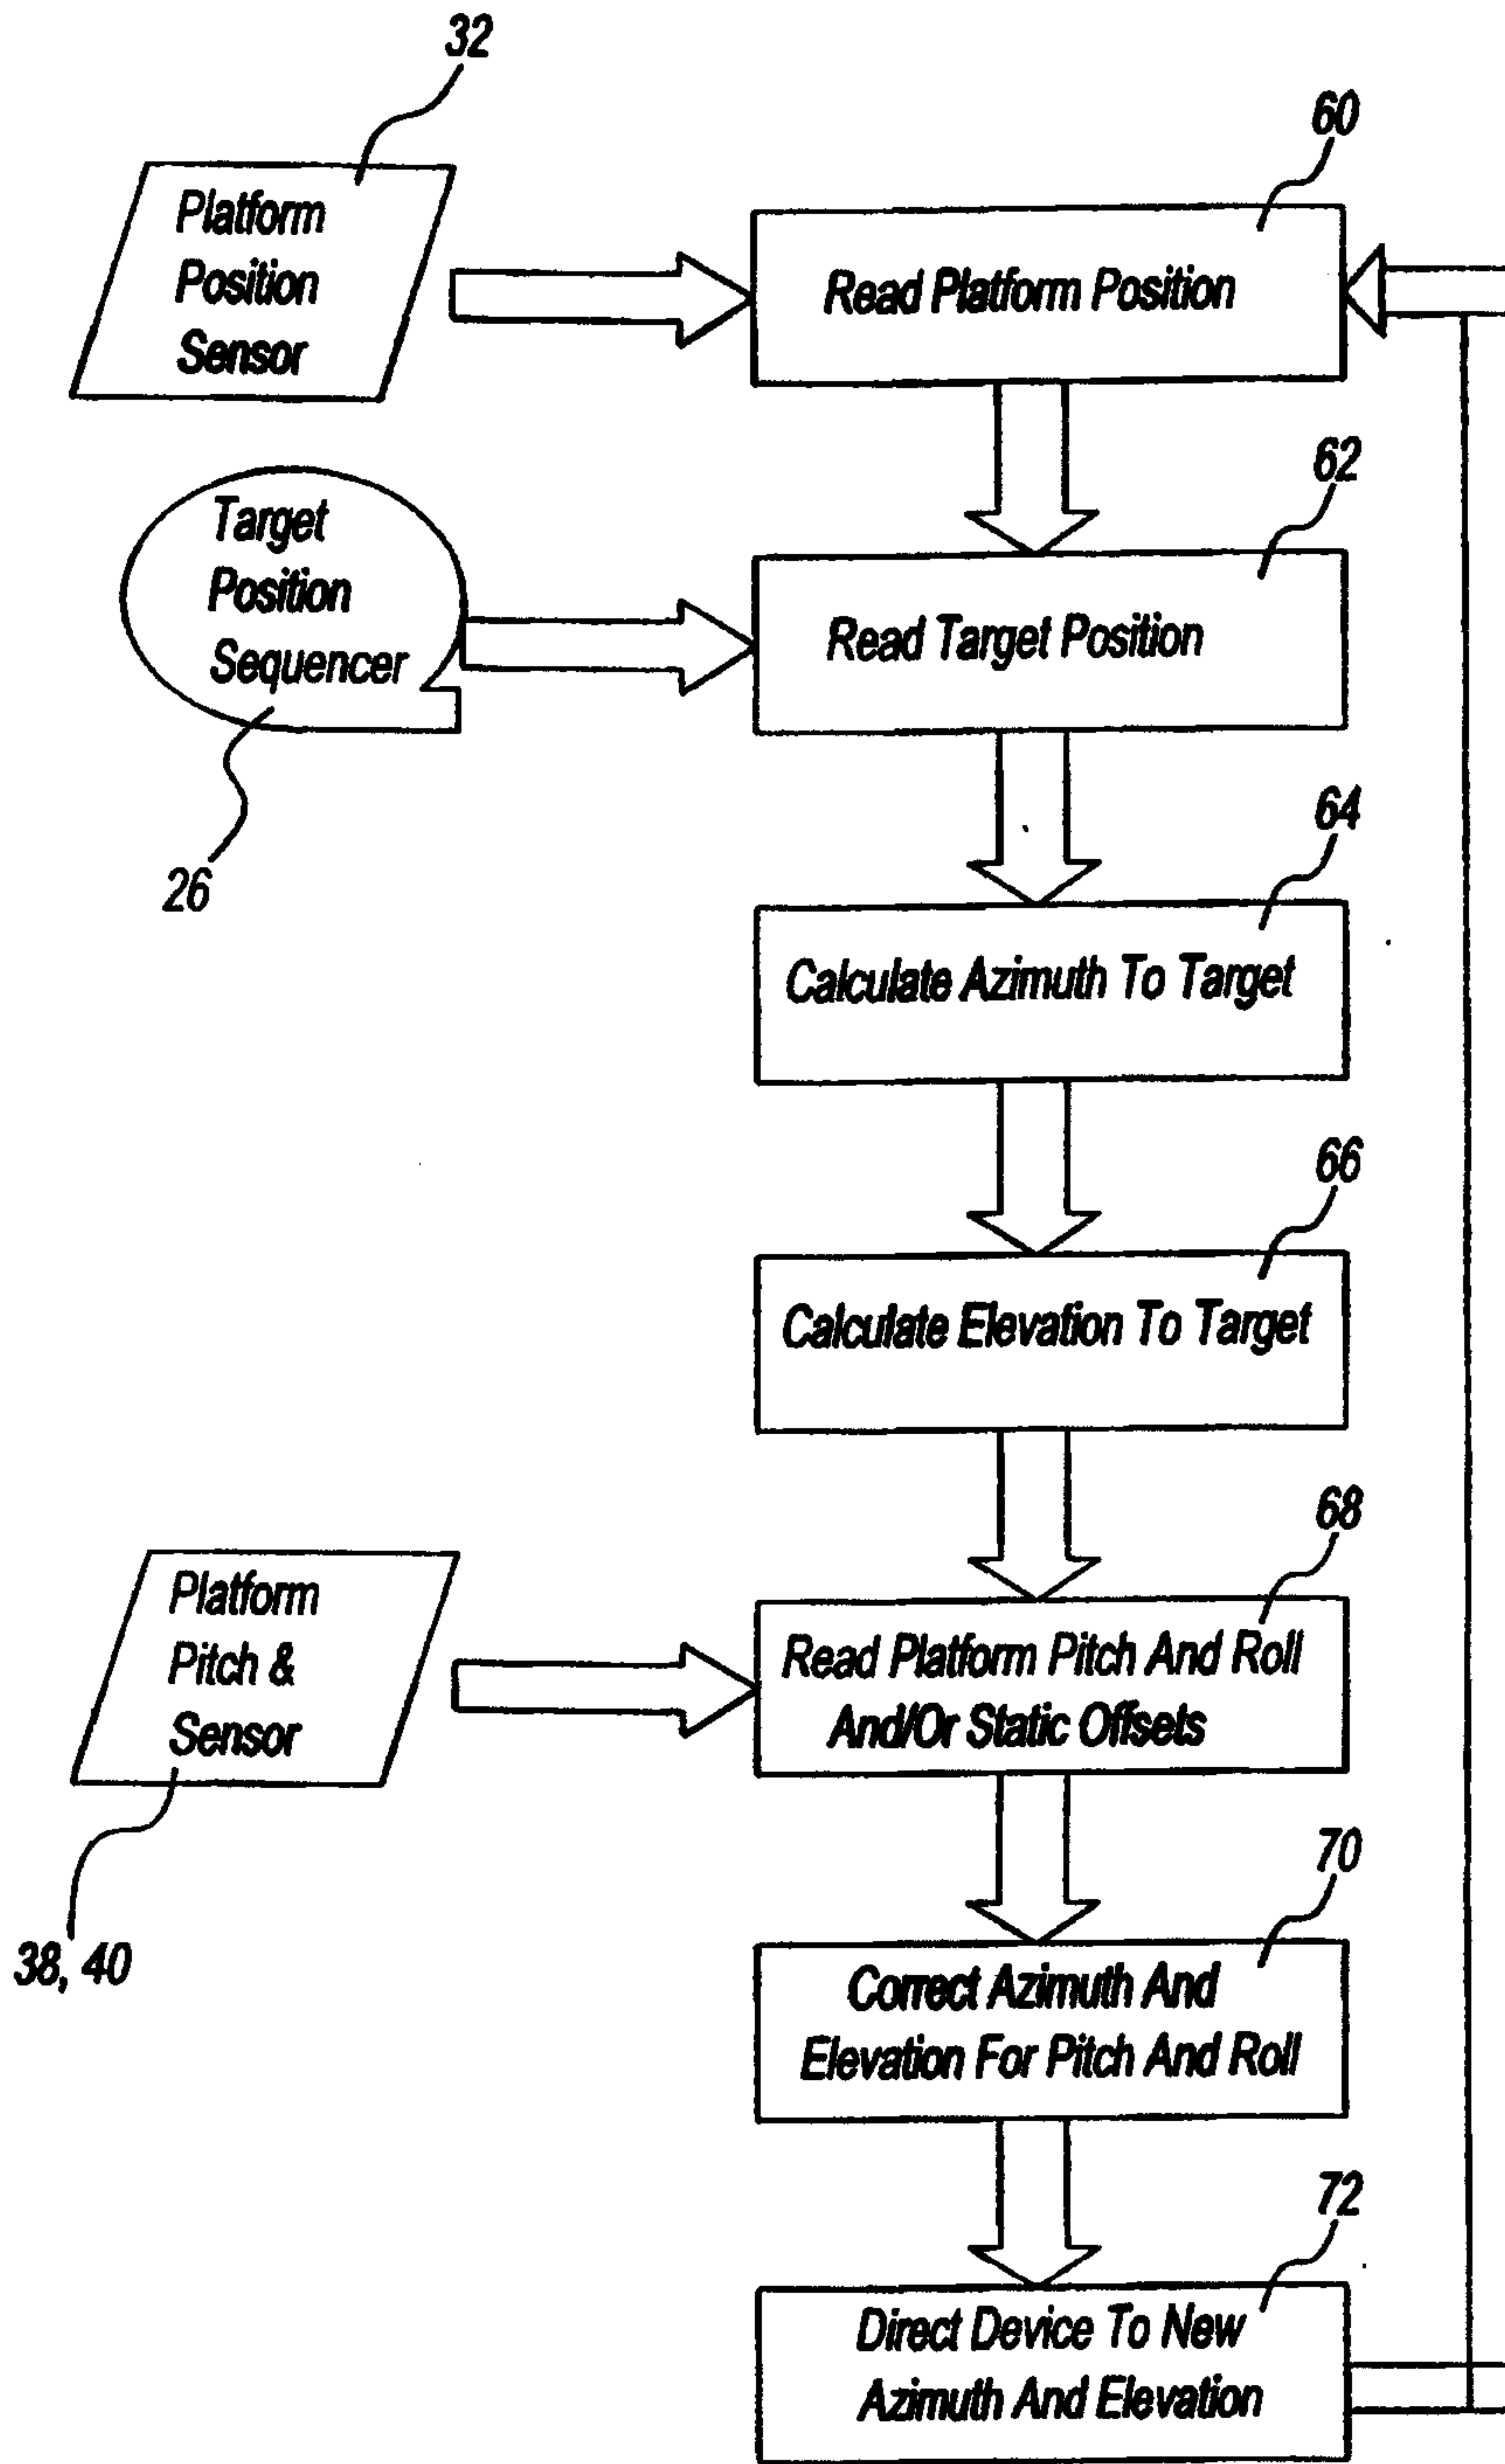 32
60
Platform
Position
Sensor
Read Platform Position
62
Target
Position
Sequencer
Read Target Position
26
64
Calculate Azimuth To Target
66
Calculate Elevation To Target
68
Platform
Pitch &
Sensor
Read Platform Pitch And Roll
And/Or Static Offsets
38, 40
70
Correct Azimuth And
Elevation For Pitch And Roll
72
Direct Device To New
Azimuth And Elevation